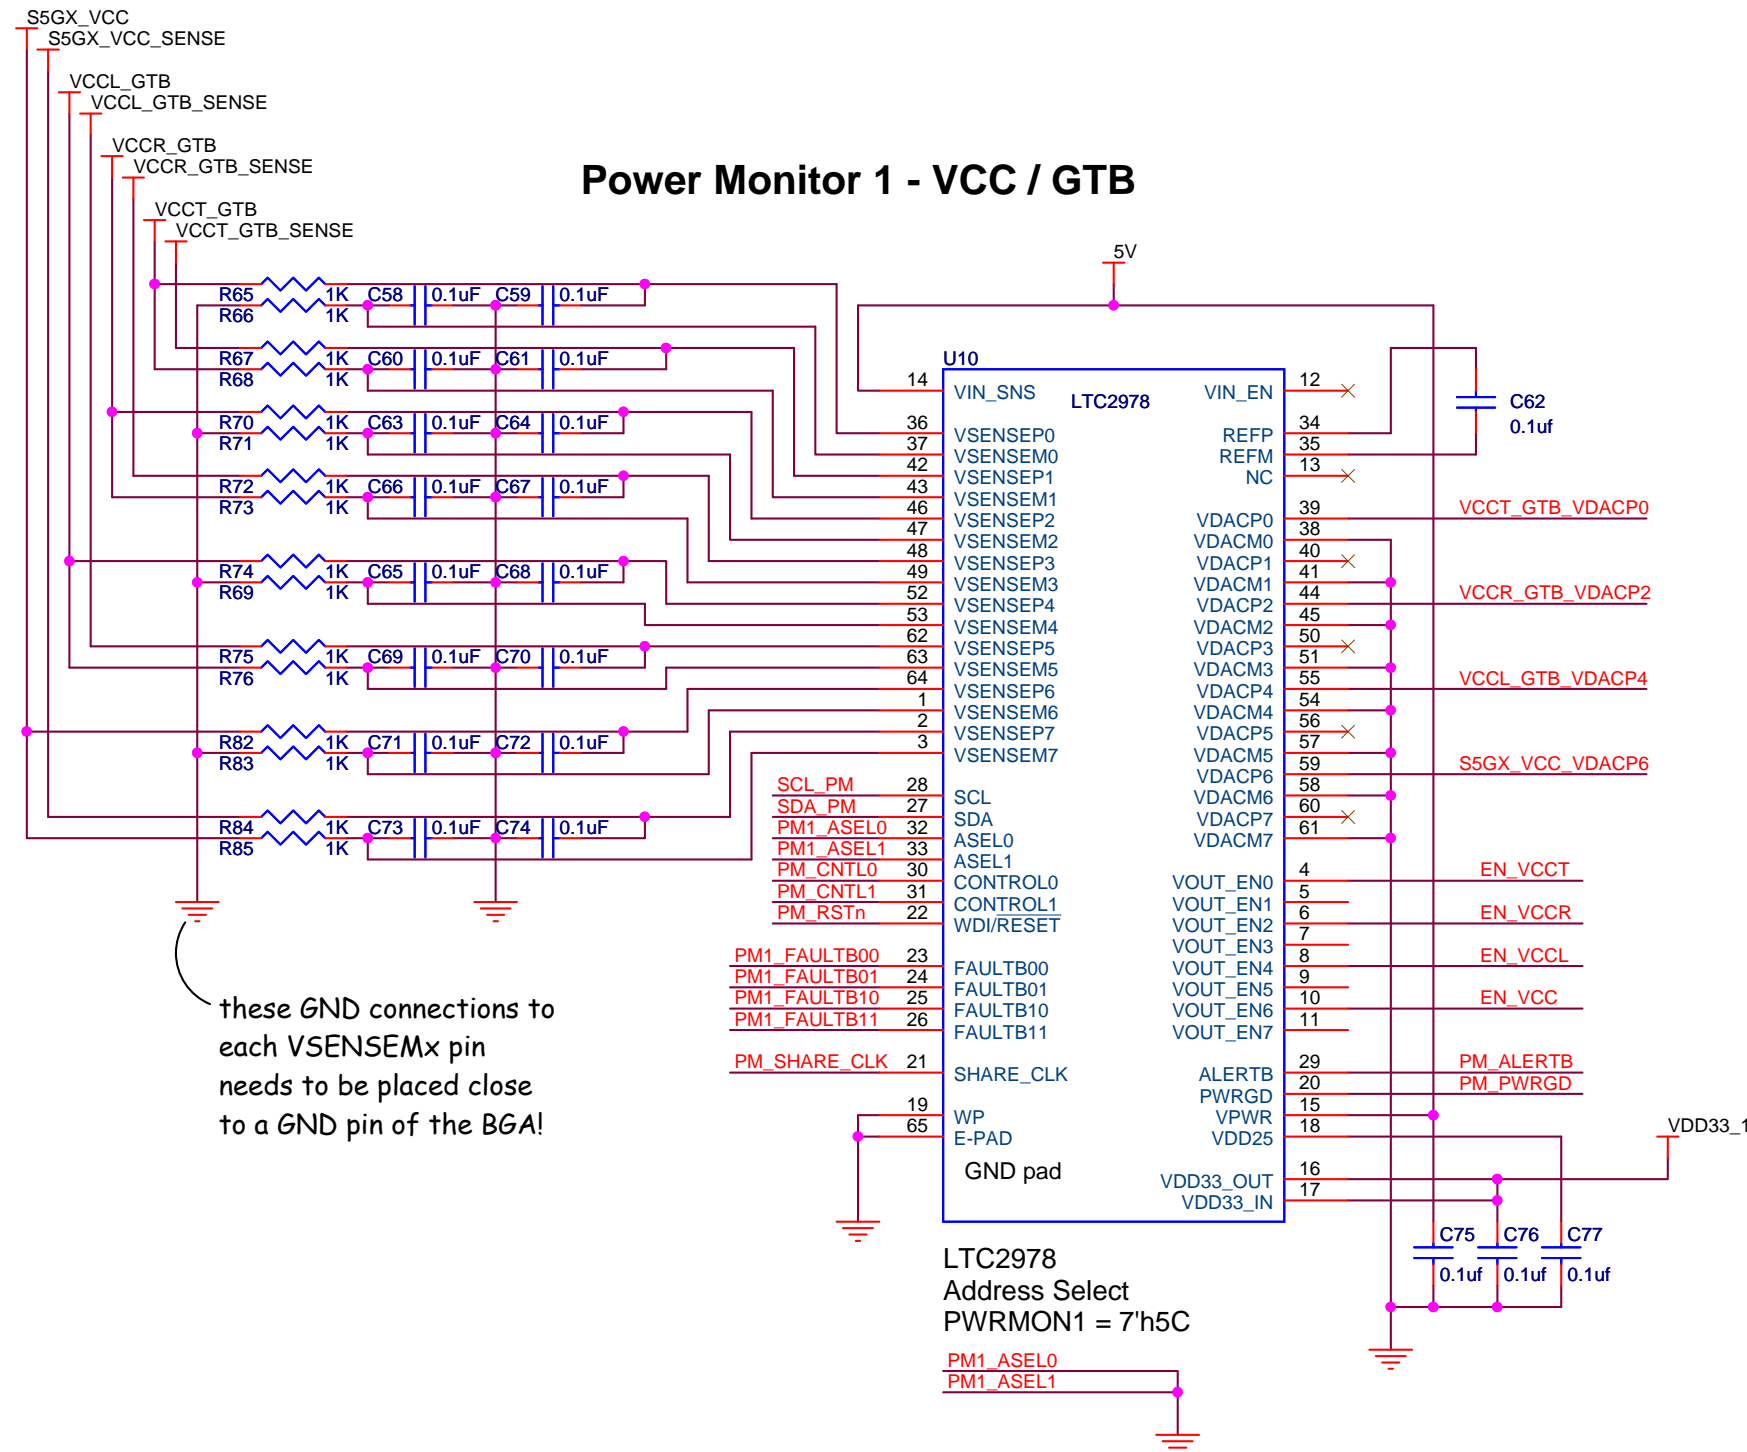 S5GX_VCC
S5GX_VCC_SENSE
VCCL_GTB
VCCL_GTB_SENSE
VCCR_GTB
VCCR_GTB_SENSE
VCCT_GTB
VCCT_GTB_SENSE
Power Monitor 1 - VCC / GTB
5V
R65 1K C58 0.1uF C59 0.1uF
R66 1K
R67 1K C60 0.1uF C61 0.1uF
R68 1K
R70 1K C63 0.1uF C64 0.1uF
R71 1K
R72 1K C66 0.1uF C67 0.1uF
R73 1K
R74 1K C65 0.1uF C68 0.1uF
R69 1K
R75 1K C69 0.1uF C70 0.1uF
R76 1K
R82 1K C71 0.1uF C72 0.1uF
R83 1K
R84 1K C73 0.1uF C74 0.1uF
R85 1K
these GND connections to
each VSENSEMx pin
needs to be placed close
to a GND pin of the BGA!
U10
LTC2978
14 VIN_SNS
36 VSENSEP0
37 VSENSEM0
42 VSENSEP1
43 VSENSEM1
46 VSENSEP2
47 VSENSEM2
48 VSENSEP3
49 VSENSEM3
52 VSENSEP4
53 VSENSEM4
62 VSENSEP5
63 VSENSEM5
64 VSENSEP6
1 VSENSEM6
2 VSENSEP7
3 VSENSEM7
SCL_PM 28 SCL
SDA_PM 27 SDA
PM1_ASEL0 32 ASEL0
PM1_ASEL1 33 ASEL1
PM_CNTL0 30 CONTROL0
PM_CNTL1 31 CONTROL1
PM_RSTn 22 WDI/RESET
PM1_FAULTB00 23 FAULTB00
PM1_FAULTB01 24 FAULTB01
PM1_FAULTB10 25 FAULTB10
PM1_FAULTB11 26 FAULTB11
PM_SHARE_CLK 21 SHARE_CLK
19 WP
65 E-PAD
GND pad
VIN_EN 12
REFP 34
REFM 35
NC 13
C62
0.1uf
VDACP0 39 VCCT_GTB_VDACP0
VDACM0 38
VDACP1 40
VDACM1 41
VDACP2 44 VCCR_GTB_VDACP2
VDACM2 45
VDACP3 50
VDACM3 51
VDACP4 55 VCCL_GTB_VDACP4
VDACM4 54
VDACP5 56
VDACM5 57
VDACP6 59 S5GX_VCC_VDACP6
VDACM6 58
VDACP7 60
VDACM7 61
VOUT_EN0 4 EN_VCCT
VOUT_EN1 5
VOUT_EN2 6 EN_VCCR
VOUT_EN3 7
VOUT_EN4 8 EN_VCCL
VOUT_EN5 9
VOUT_EN6 10 EN_VCC
VOUT_EN7 11
ALERTB 29 PM_ALERTB
PWRGD 20 PM_PWRGD
VPWR 15
VDD25 18
VDD33_1
VDD33_OUT 16
VDD33_IN 17
C75 C76 C77
0.1uf 0.1uf 0.1uf
LTC2978
Address Select
PWRMON1 = 7'h5C
PM1_ASEL0
PM1_ASEL1